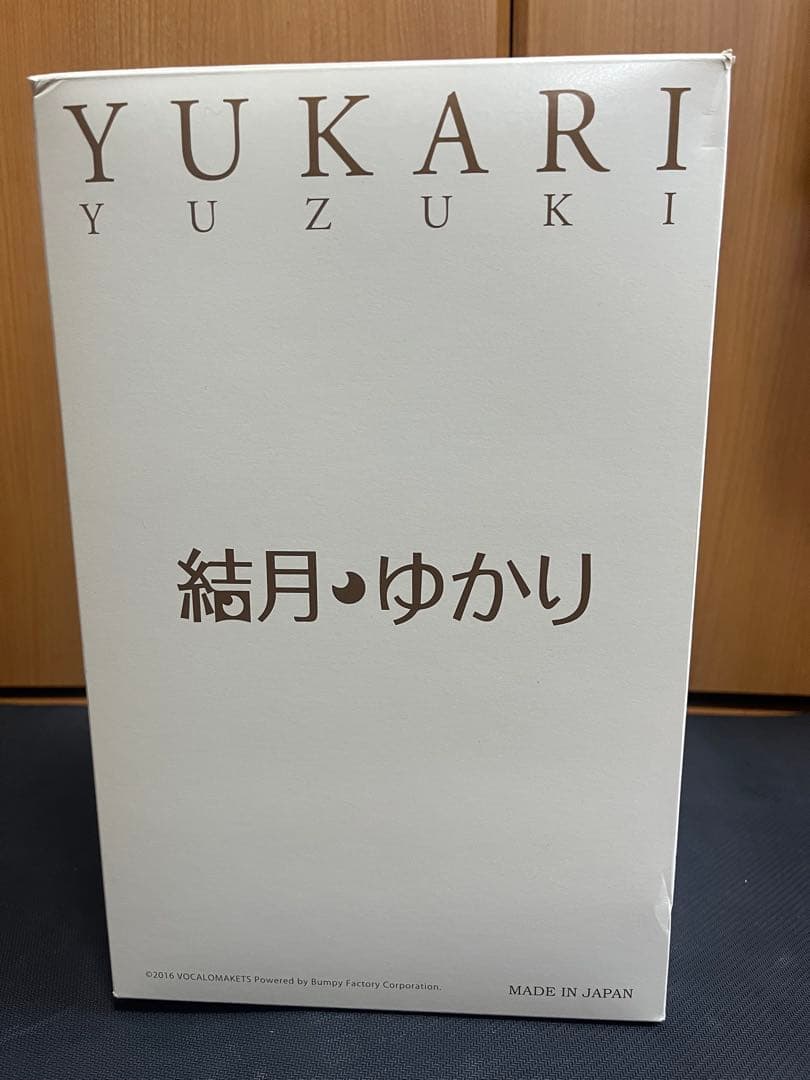 YUKARI
YUZUKI
結月ゆかり
©2016 VOCALOMAKETS Powered by Bumpy Factory Corporation.
MADE IN JAPAN